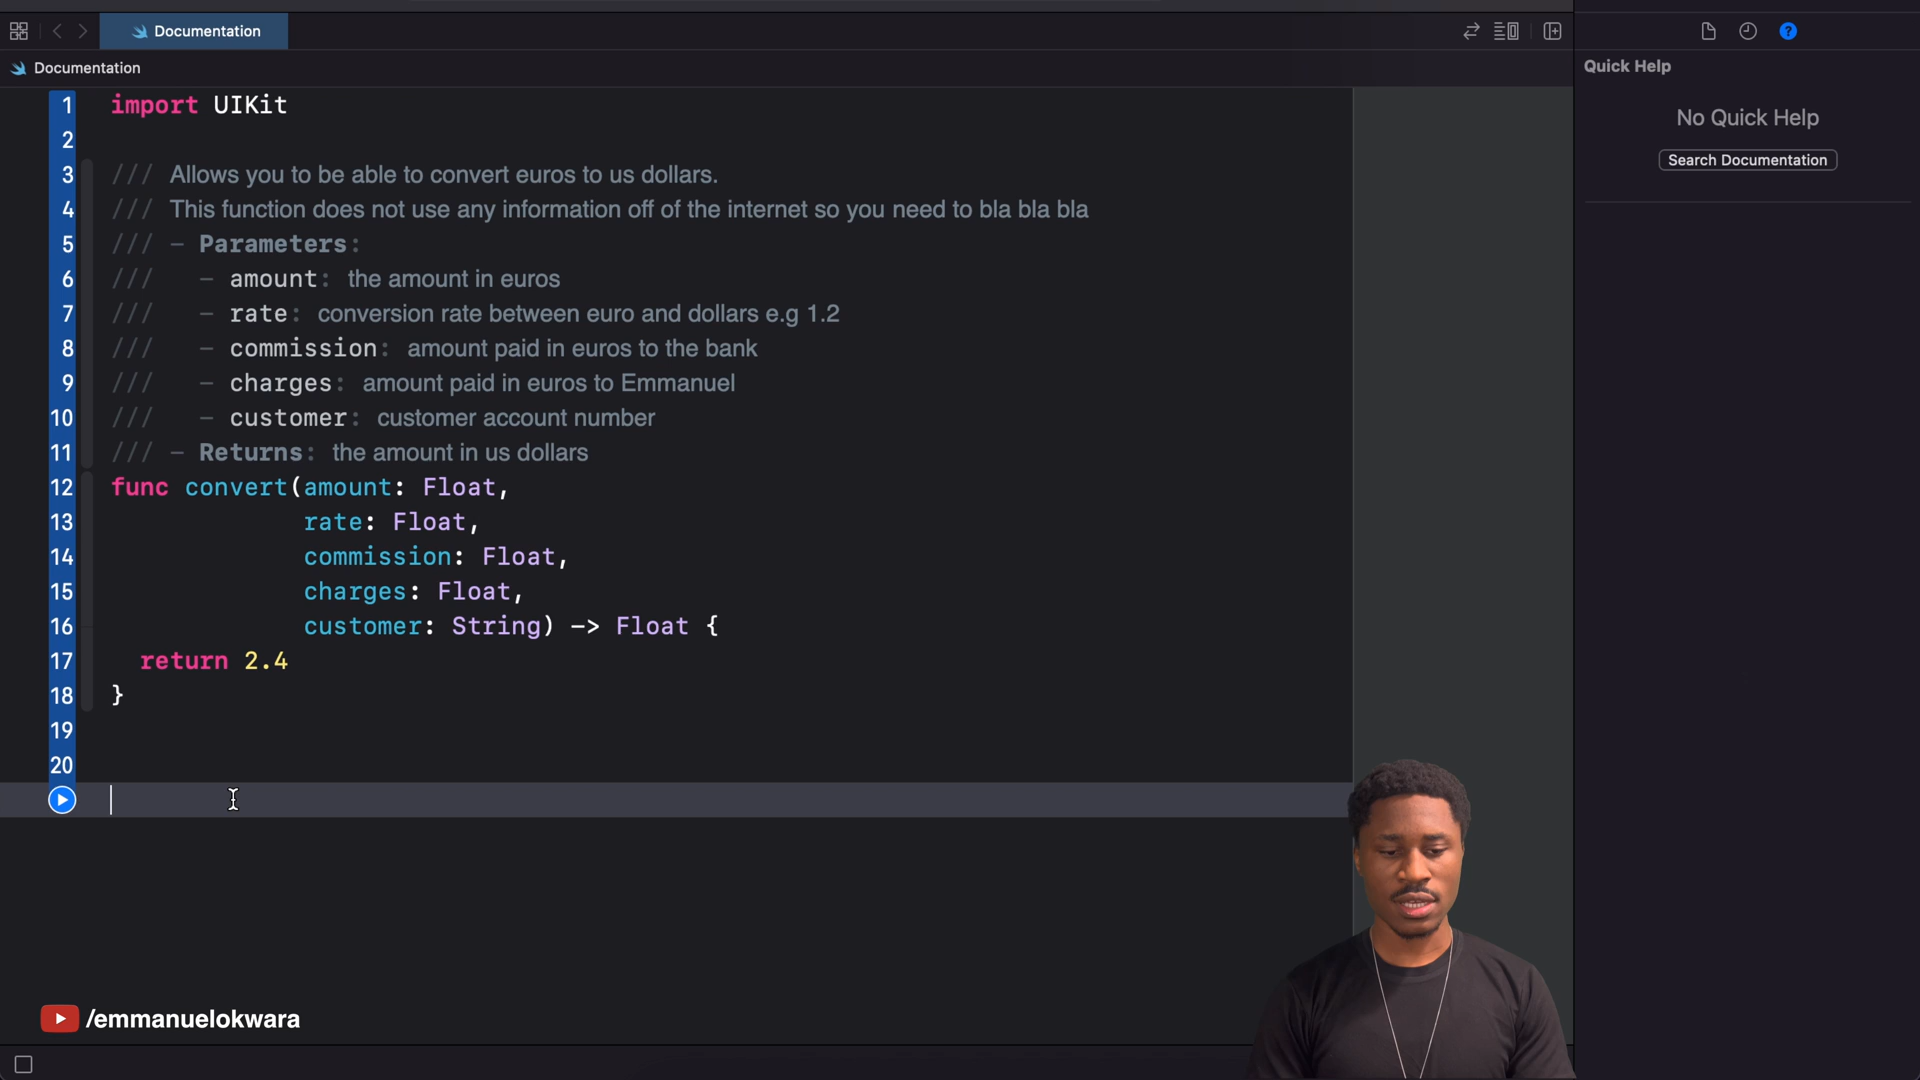 Documentation
Documentation
1 import UIKit
2
3 /// Allows you to be able to convert euros to us dollars.
4 /// This function does not use any information off of the internet so you need to bla bla bla
5 /// - Parameters:
6 ///   - amount: the amount in euros
7 ///   - rate: conversion rate between euro and dollars e.g 1.2
8 ///   - commission: amount paid in euros to the bank
9 ///   - charges: amount paid in euros to Emmanuel
10 ///   - customer: customer account number
11 /// - Returns: the amount in us dollars
12 func convert(amount: Float,
13              rate: Float,
14              commission: Float,
15              charges: Float,
16              customer: String) -> Float {
17   return 2.4
18 }
19
20
/emmanuelokwara
Quick Help
No Quick Help
Search Documentation